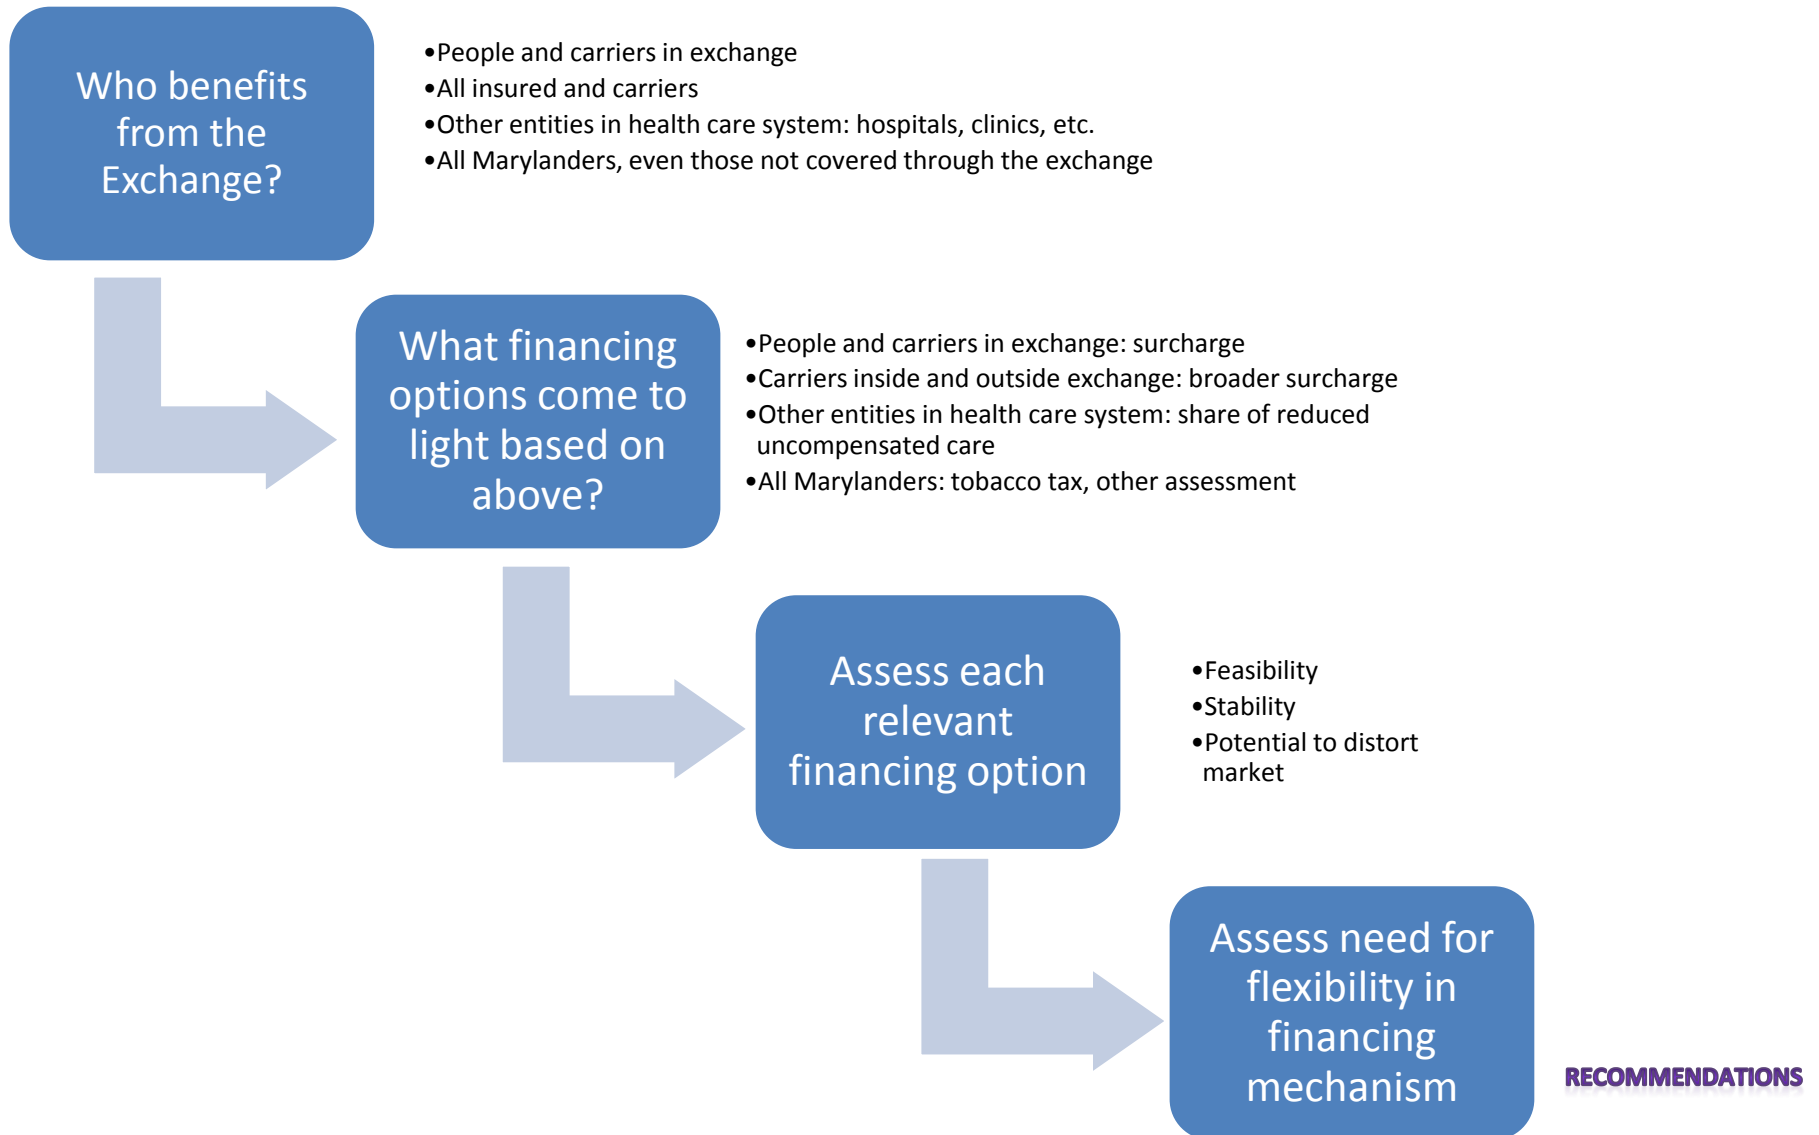 Who benefits
from the
Exchange?
•People and carriers in exchange
•All insured and carriers
•Other entities in health care system: hospitals, clinics, etc.
•All Marylanders, even those not covered through the exchange
What financing
options come to
light based on
above?
•People and carriers in exchange: surcharge
•Carriers inside and outside exchange: broader surcharge
•Other entities in health care system: share of reduced
uncompensated care
•All Marylanders: tobacco tax, other assessment
Assess each
relevant
financing option
•Feasibility
•Stability
•Potential to distort
market
Assess need for
flexibility in
financing
mechanism
RECOMMENDATIONS